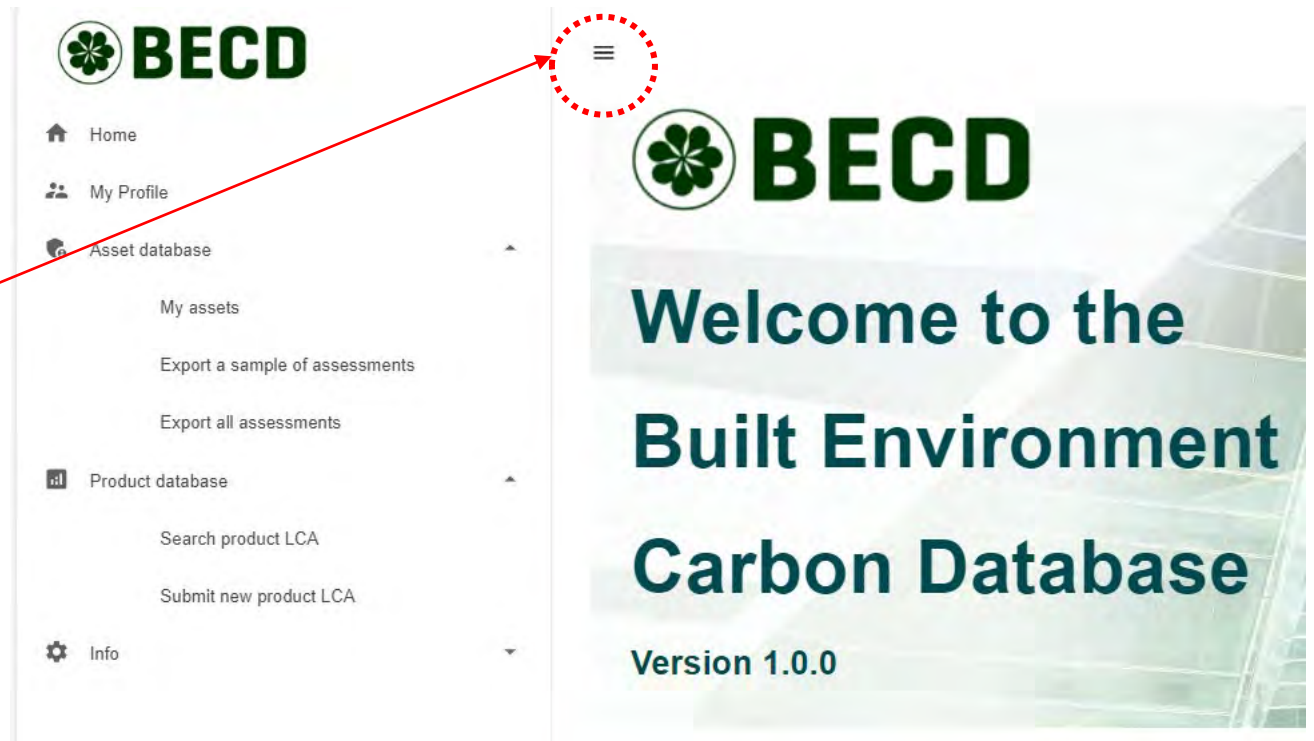 BECD
Home
My Profile
Asset database
My assets
Export a sample of assessments
Export all assessments
Product database
Search product LCA
Submit new product LCA
Info
BECD
Welcome to the
Built Environment
Carbon Database
Version 1.0.0